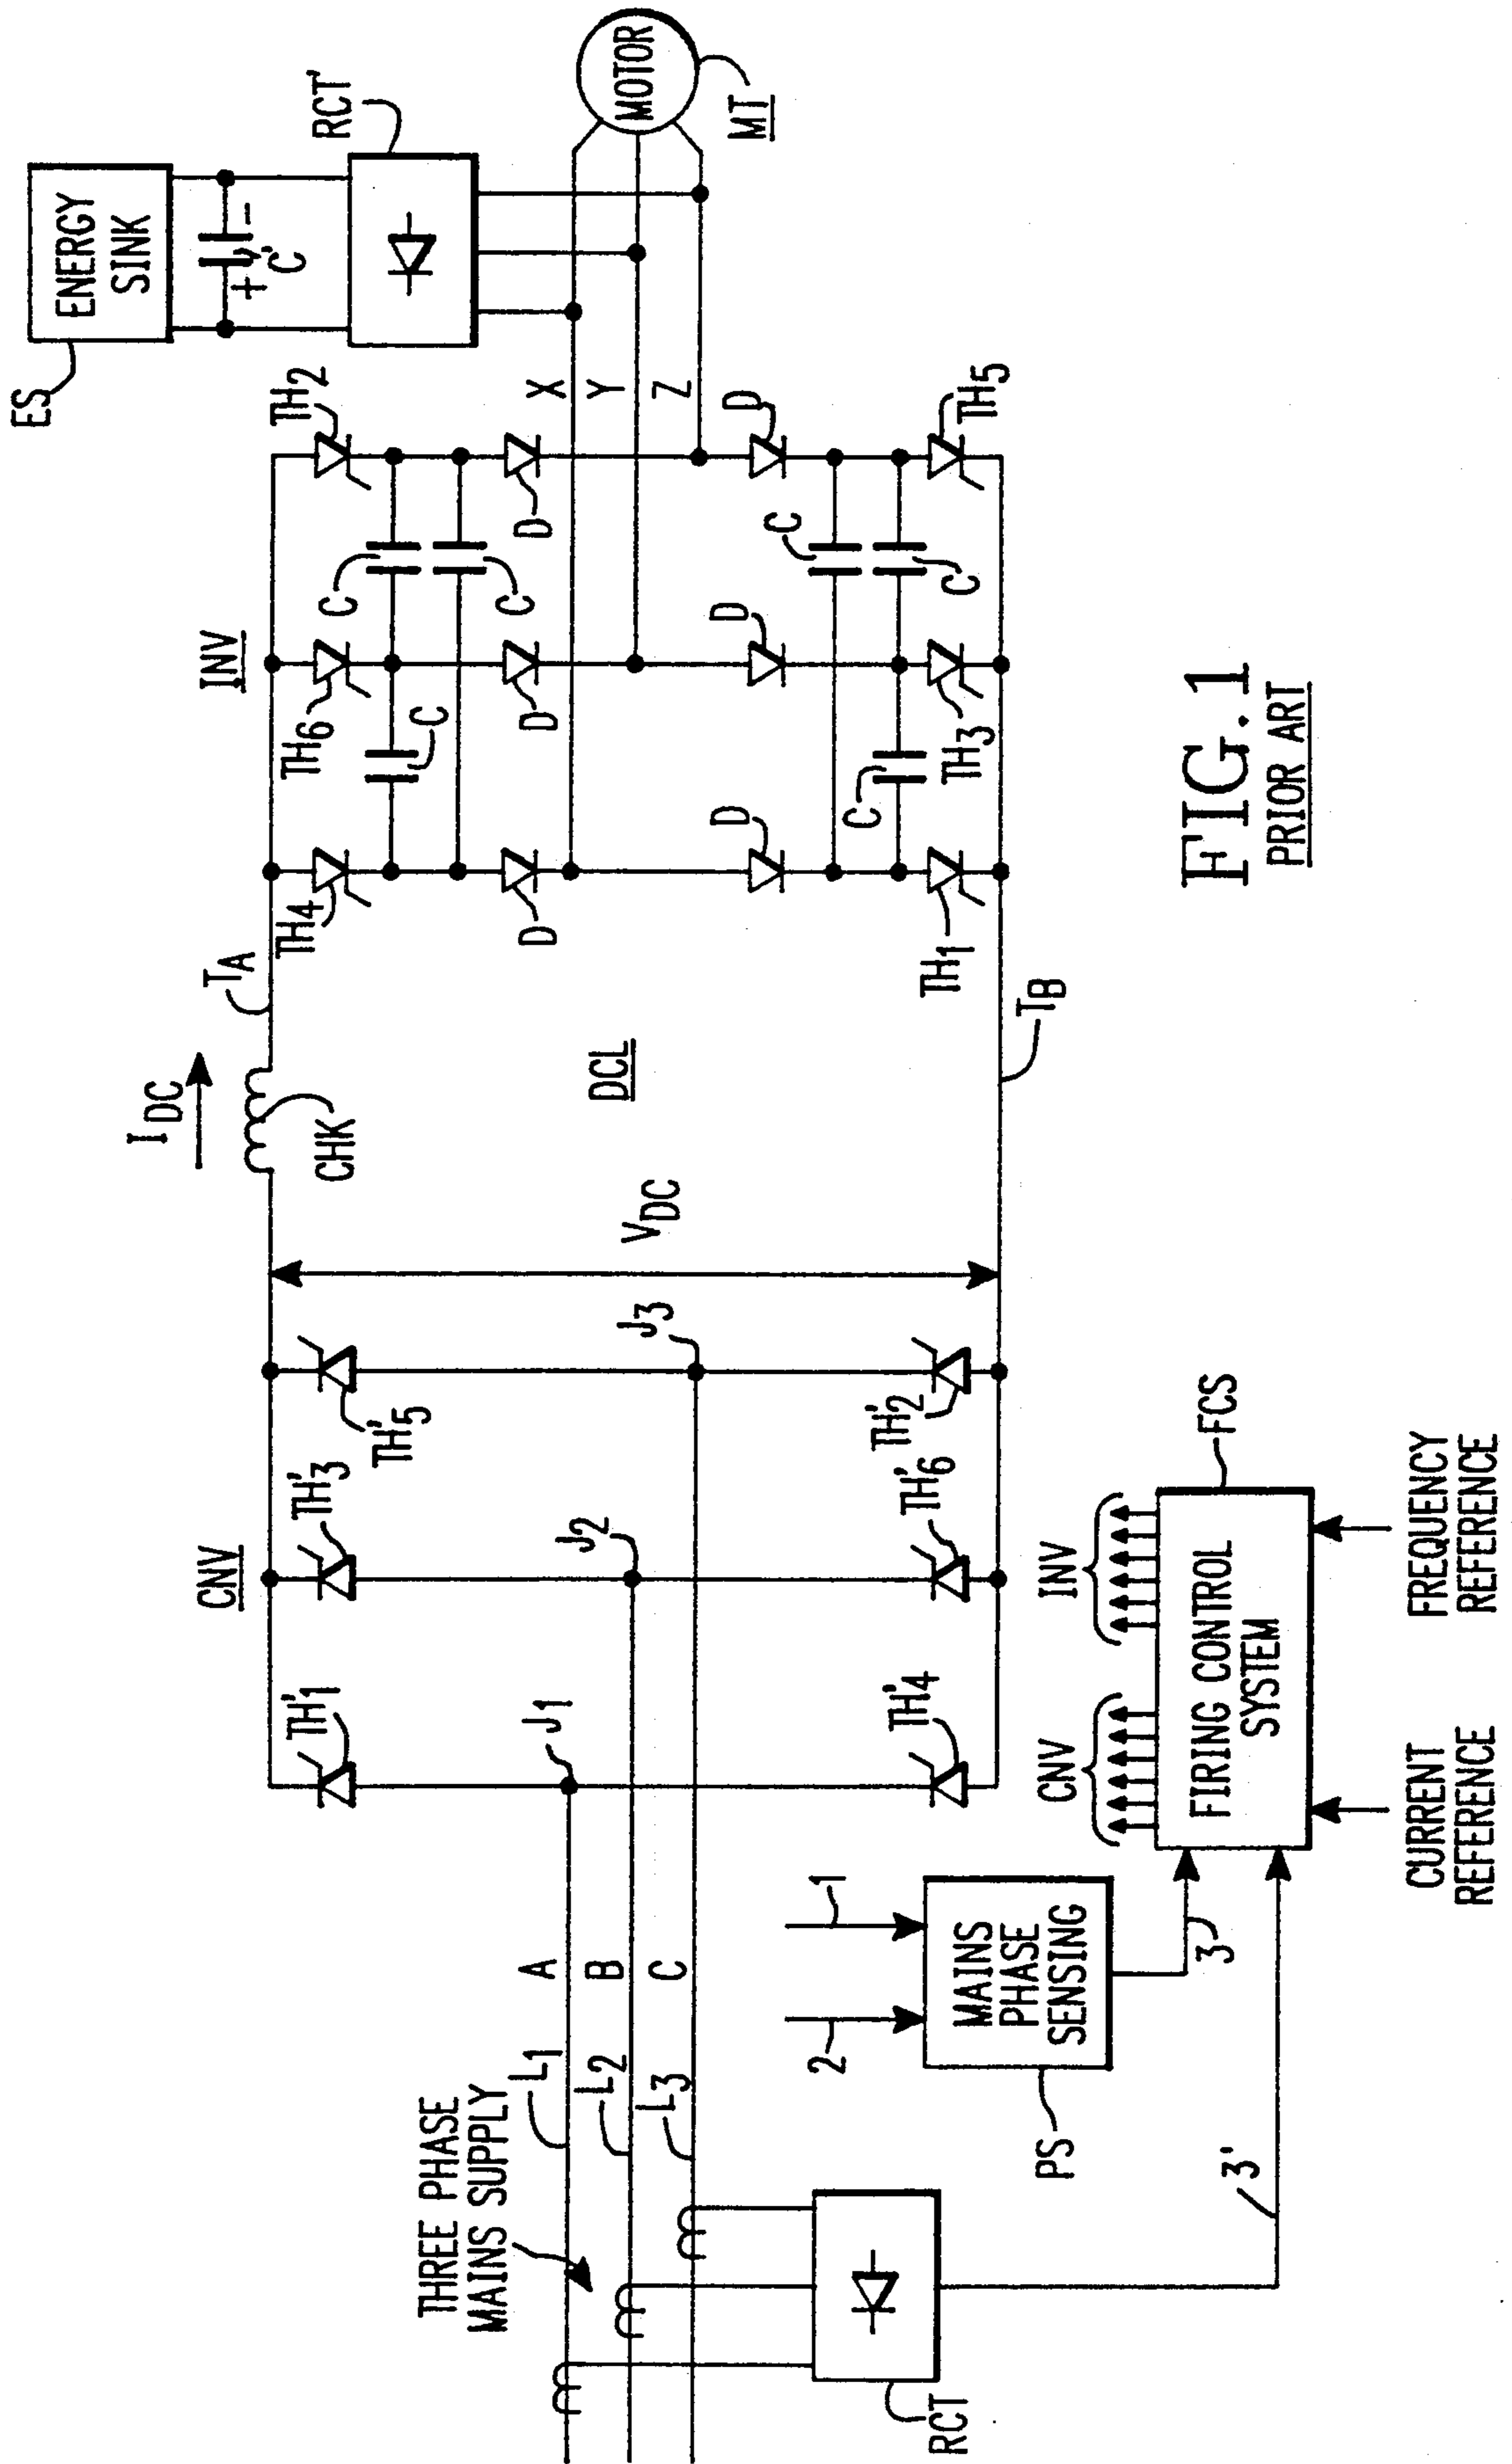 ES
ENERGY
SINK
RCT'
+ V'C -
MOTOR
MT
INV
TH4
TH6
TH2
C
C
C
D
D
D
X
Y
Z
D
D
D
C
C
C
TH1
TH3
TH5
IDC
CHK
TA
DCL
TB
VDC
CNV
TH'1
TH'3
TH'5
J1
J2
J3
TH'4
TH'6
TH'2
THREE PHASE
MAINS SUPPLY
L1
L2
L3
A
B
C
2
1
MAINS
PHASE
SENSING
PS
3
3'
RCT
CNV
INV
FIRING CONTROL
SYSTEM
FCS
CURRENT
REFERENCE
FREQUENCY
REFERENCE
FIG. 1
PRIOR ART